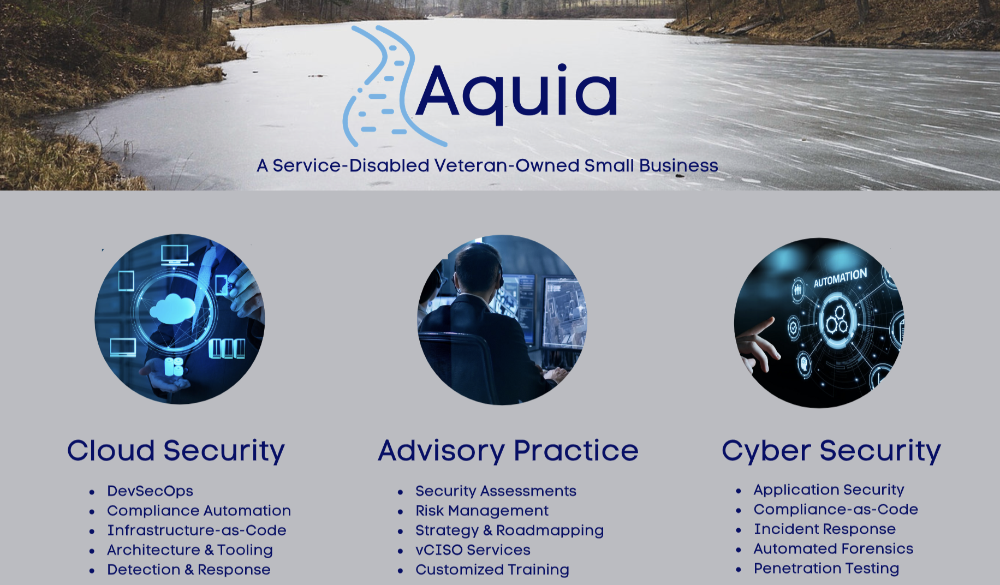 Aquia
A Service-Disabled Veteran-Owned Small Business
AUTOMATION
Cloud Security
DevSecOps
Compliance Automation
Infrastructure-as-Code
Architecture & Tooling
Detection & Response
Advisory Practice
Security Assessments
Risk Management
Strategy & Roadmapping
vCISO Services
Customized Training
Cyber Security
Application Security
Compliance-as-Code
Incident Response
Automated Forensics
Penetration Testing